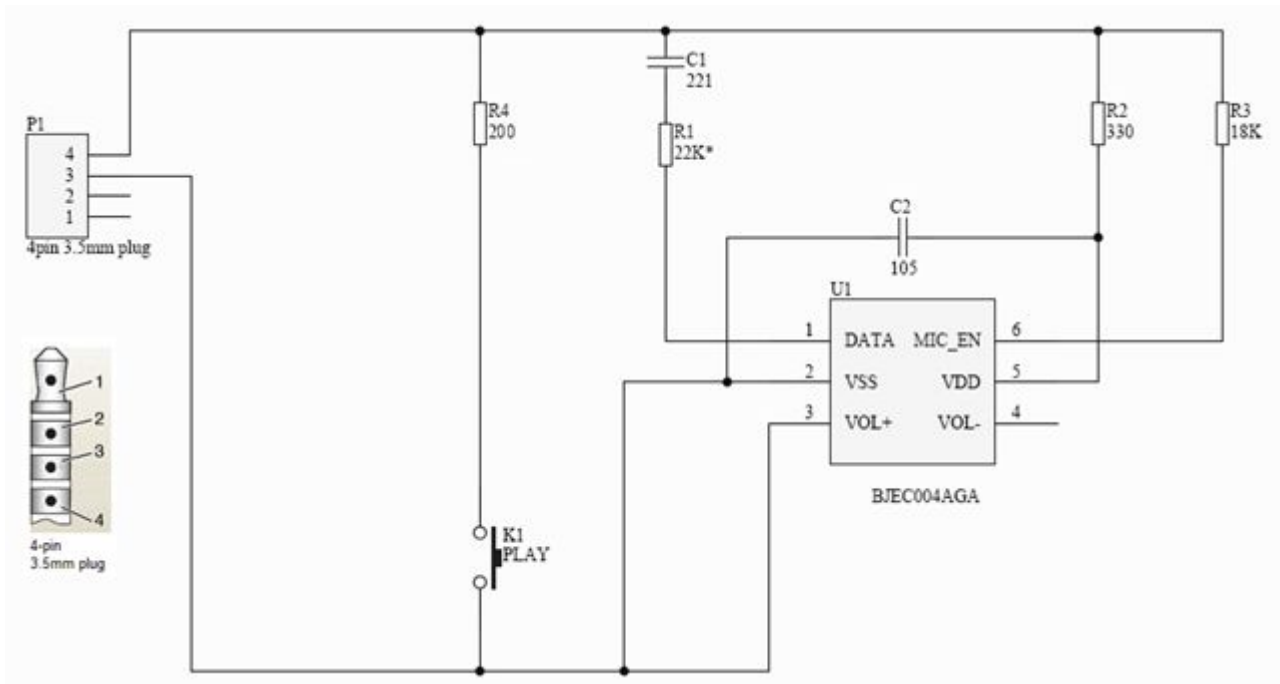 P1
4
3
2
1
4pin 3.5mm plug
1
2
3
4
4-pin
3.5mm plug
R4
200
K1
PLAY
C1
221
R1
22K*
C2
105
R2
330
R3
18K
U1
1 DATA MIC_EN 6
2 VSS VDD 5
3 VOL+ VOL- 4
BJEC004AGA